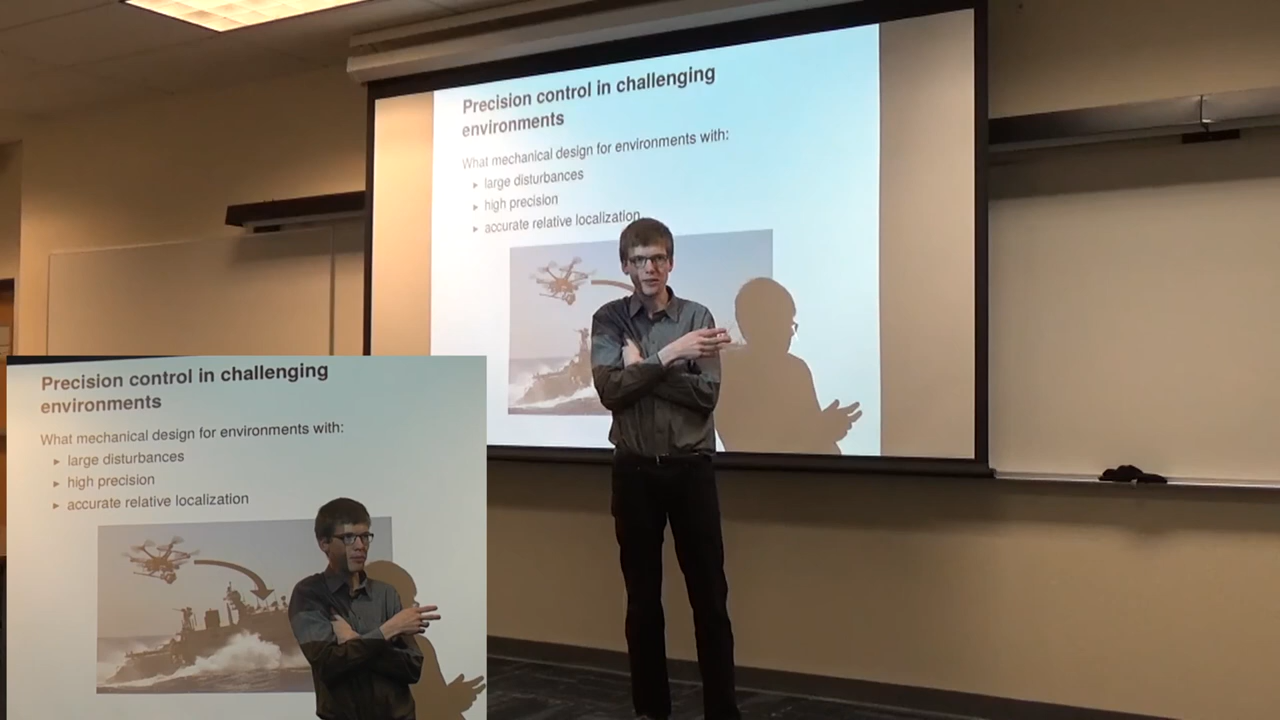 Precision control in challenging
environments
What mechanical design for environments with:
▸ large disturbances
▸ high precision
▸ accurate relative localization
Precision control in challenging
environments
What mechanical design for environments with:
▸ large disturbances
▸ high precision
▸ accurate relative localization